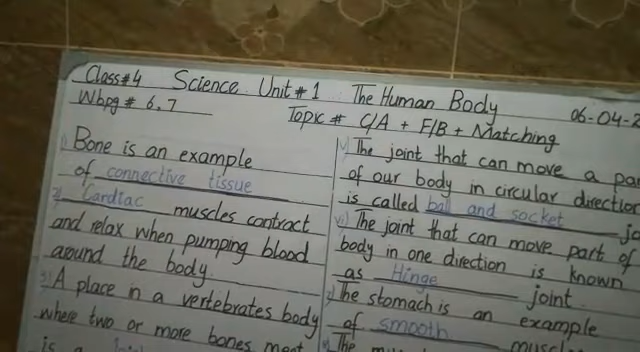 Class#4 Science Unit #1 The Human Body 06-04-2
Wbpg # 6,7 Topic # C/A + F/B + Matching
i) Bone is an example
of connective tissue
2) Cardiac muscles contract
and relax when pumping blood
around the body.
3) A place in a vertebrates body
where two or more bones meet
is a
v) The joint that can move a par
of our body in circular direction
is called ball and socket jo
vi) The joint that can move part of
body in one direction is known
as Hinge joint.
The stomach is an example
of smooth muscl
The